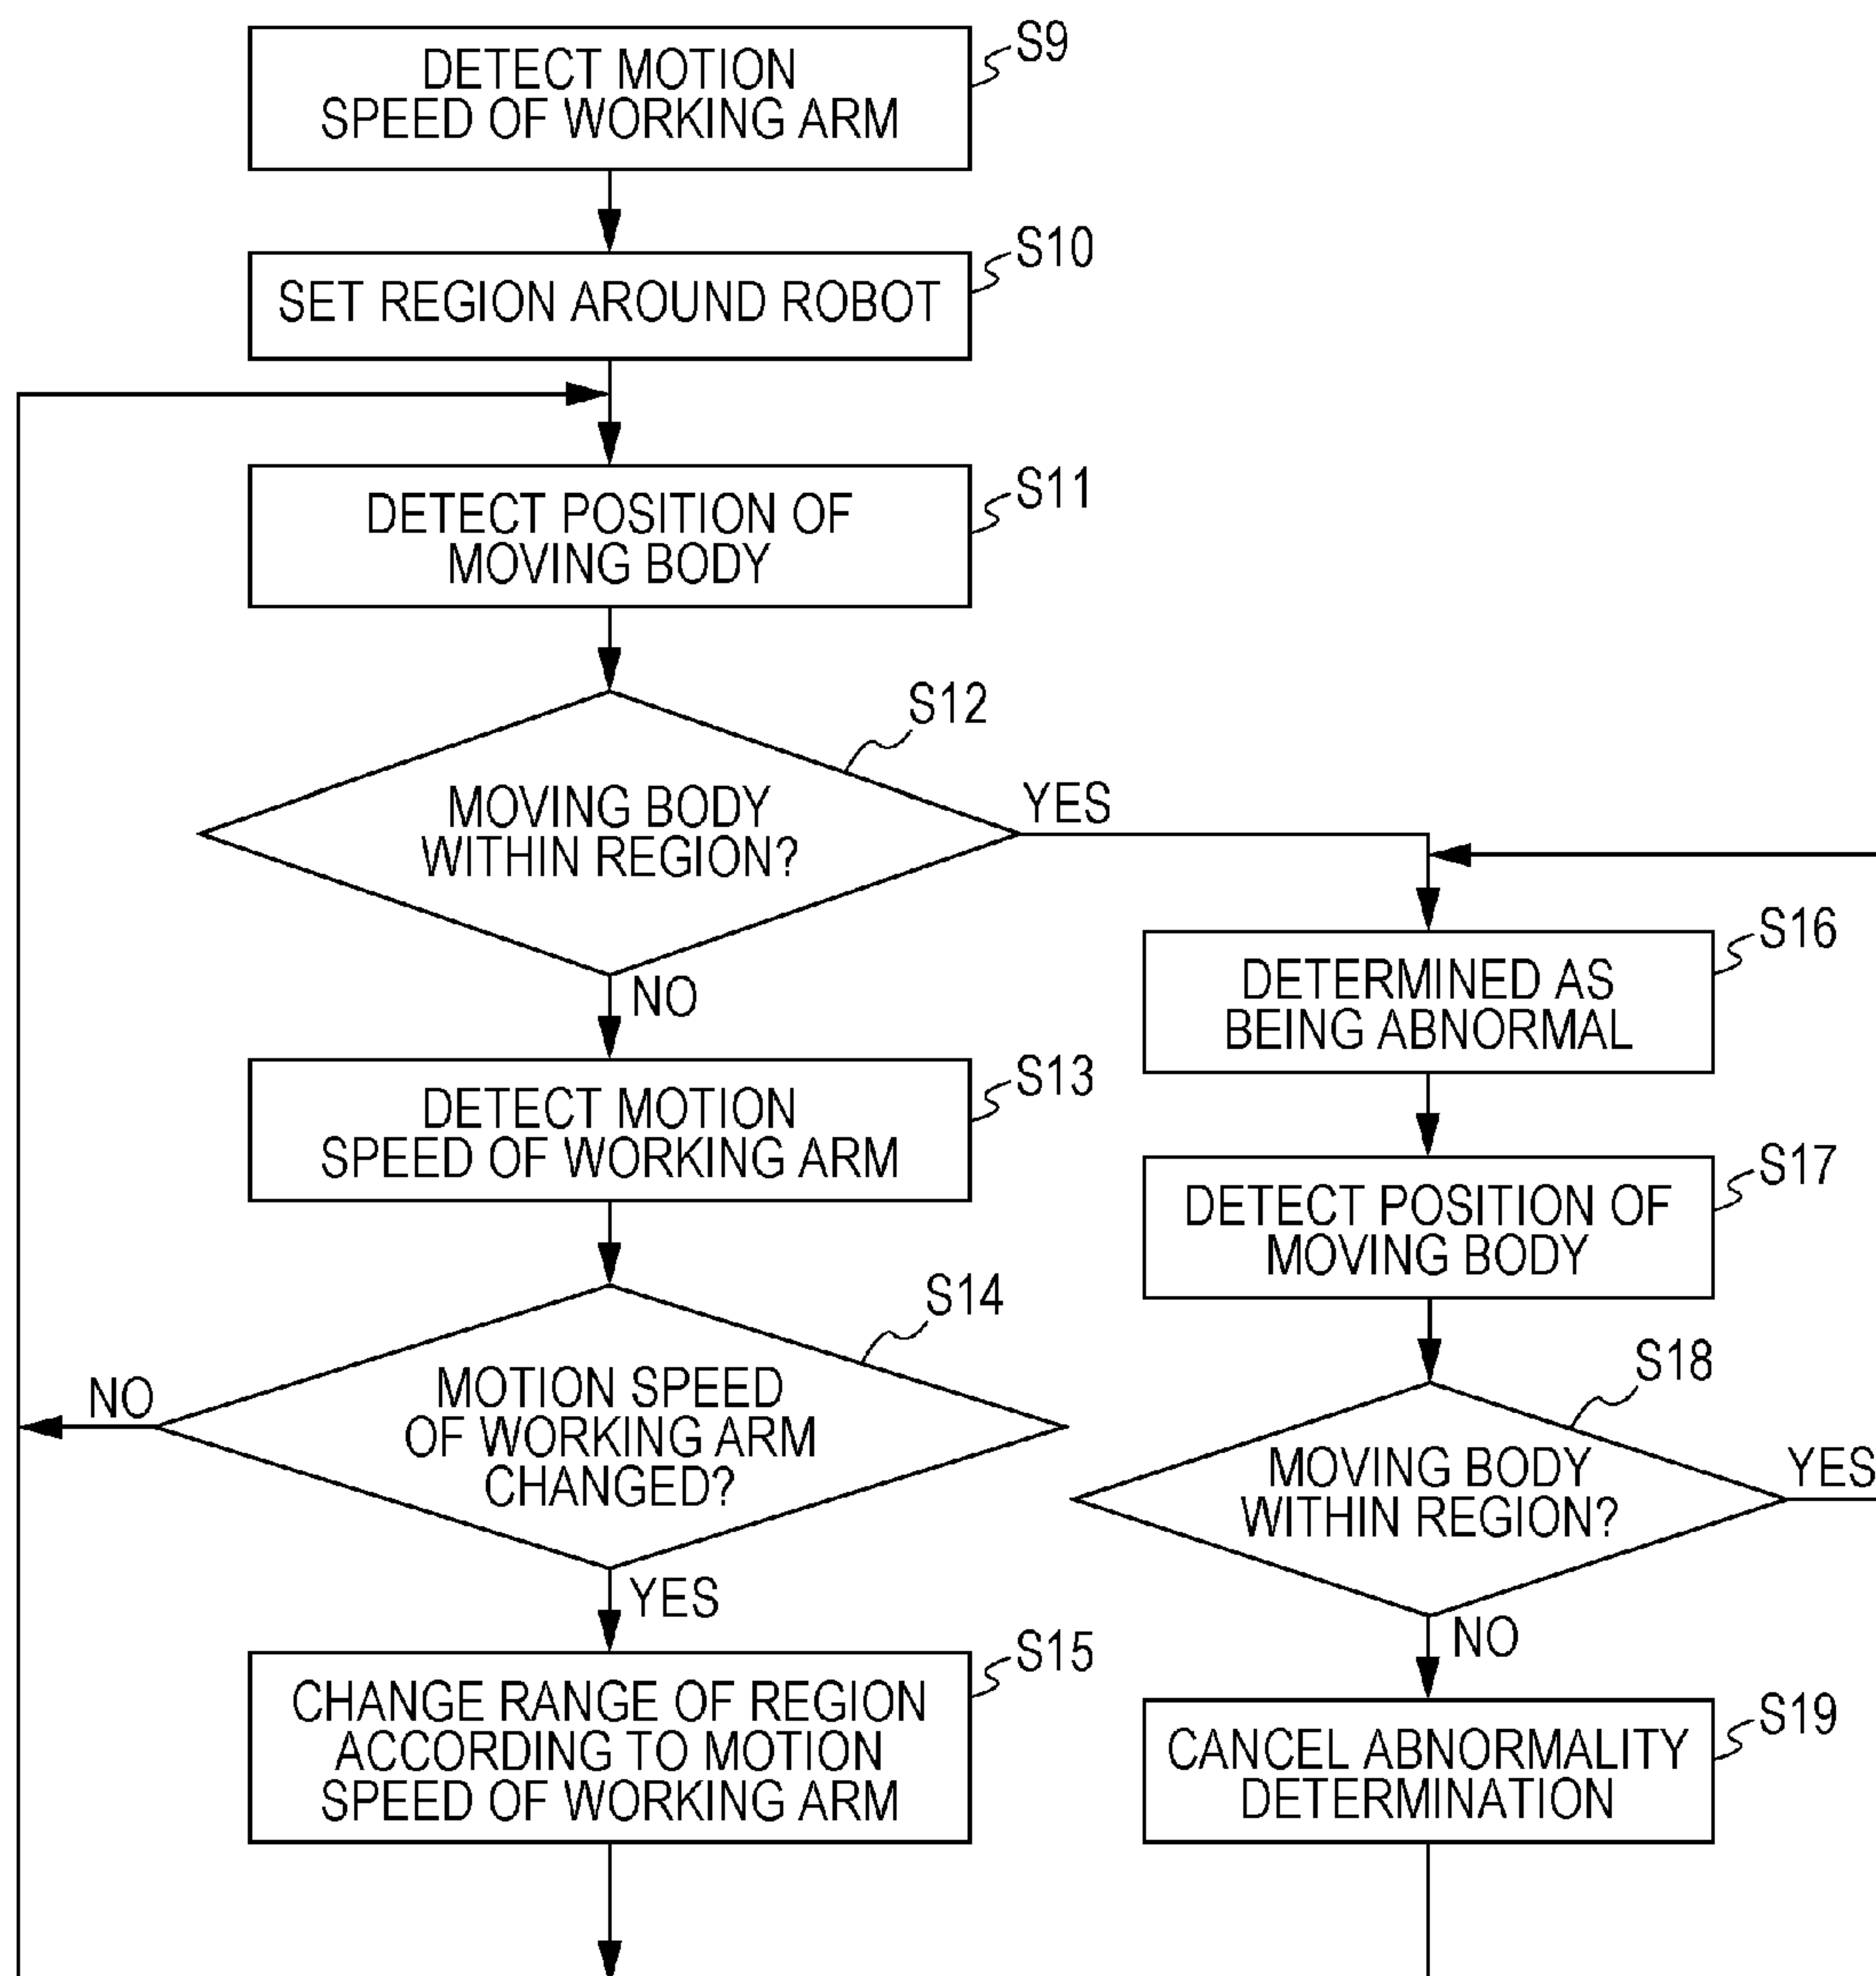 DETECT MOTION
SPEED OF WORKING ARM
S9
SET REGION AROUND ROBOT
S10
DETECT POSITION OF
MOVING BODY
S11
MOVING BODY
WITHIN REGION?
S12
YES
NO
DETECT MOTION
SPEED OF WORKING ARM
S13
MOTION SPEED
OF WORKING ARM
CHANGED?
S14
NO
YES
CHANGE RANGE OF REGION
ACCORDING TO MOTION
SPEED OF WORKING ARM
S15
DETERMINED AS
BEING ABNORMAL
S16
DETECT POSITION OF
MOVING BODY
S17
MOVING BODY
WITHIN REGION?
S18
YES
NO
CANCEL ABNORMALITY
DETERMINATION
S19